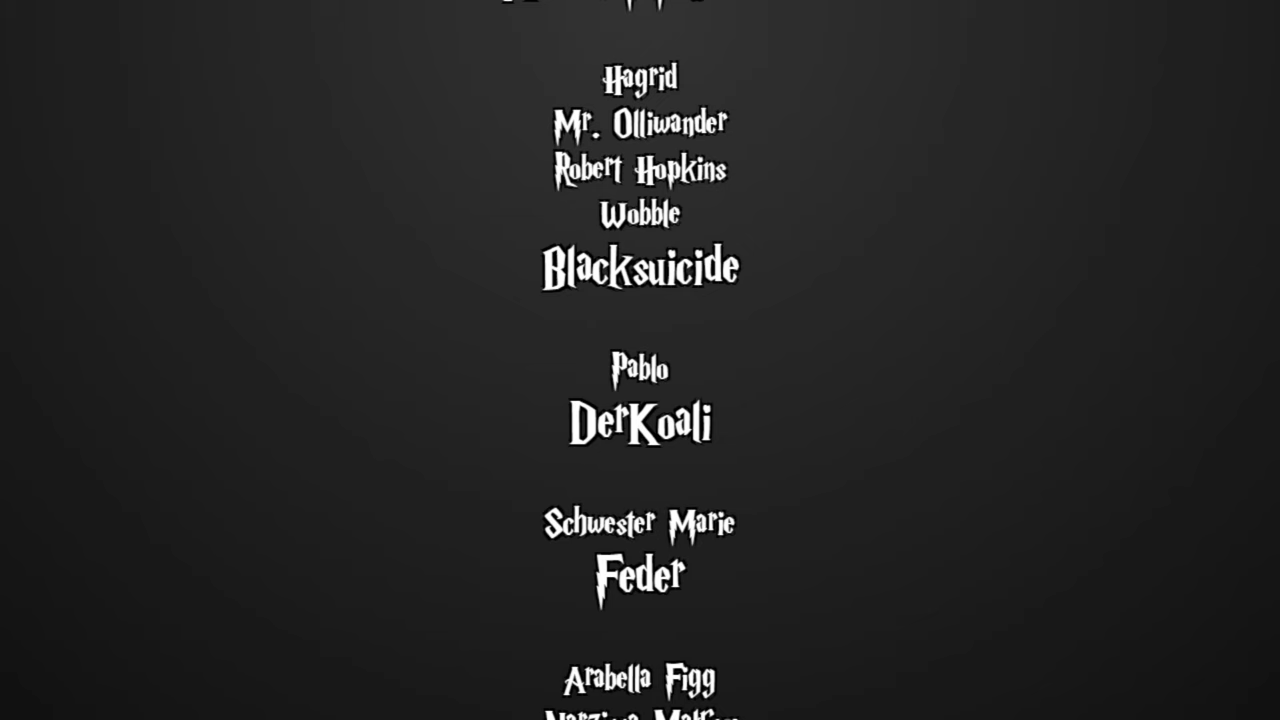 Hagrid
Mr. Olliwander
Robert Hopkins
Wobble
Blacksuicide
Pablo
DerKoali
Schwester Marie
Feder
Arabella Figg